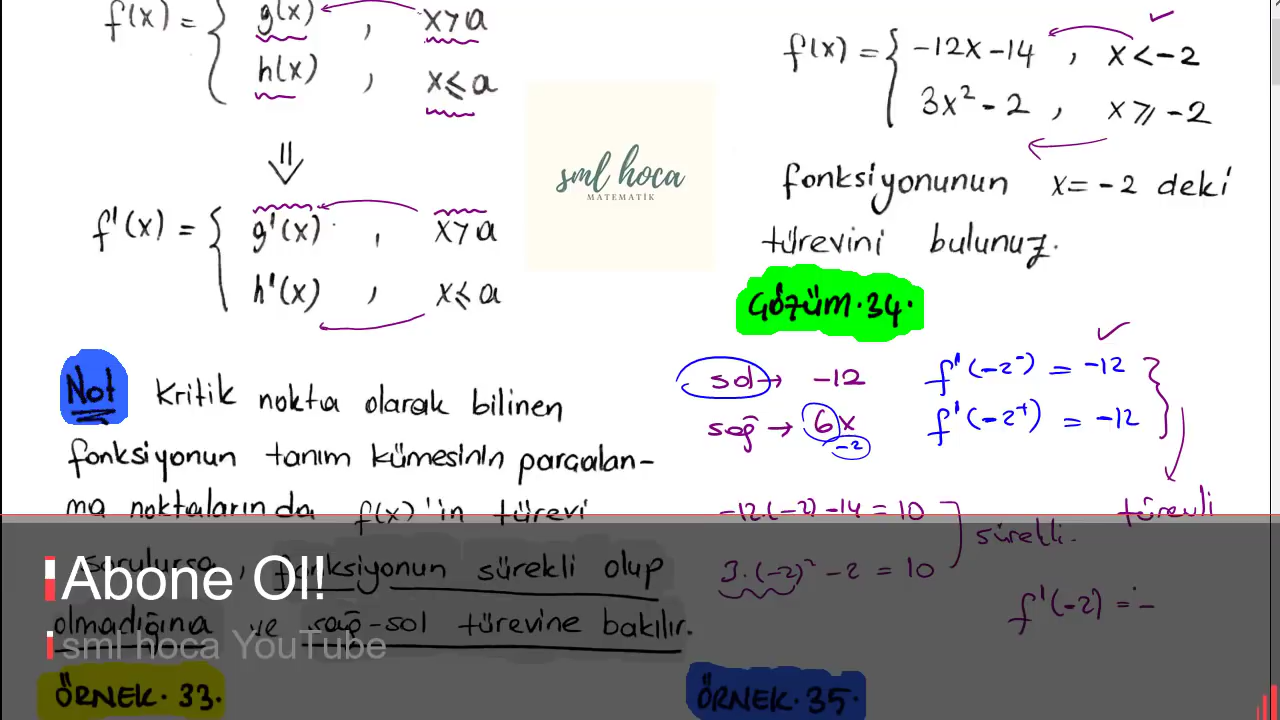 f(x) = { g(x) , x > a
h(x) , x ≤ a
⇓
f'(x) = { g'(x) , x > a
h'(x) , x ≤ a
Not Kritik nokta olarak bilinen
fonksiyonun tanım kümesinin parçalan-
ma noktalarında f(x)'in türevi
sorulursa, fonksiyonun sürekli olup
olmadığına ve sağ-sol türevine bakılır.
ÖRNEK·33·
sml hoca
MATEMATİK
f(x) = { -12x - 14 , x < -2
3x² - 2 , x ≥ -2
fonksiyonunun x = -2 deki
türevini bulunuz.
ÇÖZÜM·34·
sol → -12 f'(-2⁻) = -12
sağ → 6x f'(-2⁺) = -12
-2
türevli
-12·(-2) - 14 = 10
sürekli.
3·(-2)² - 2 = 10
f'(-2) = -
ÖRNEK·35·
Abone Ol!
sml hoca YouTube